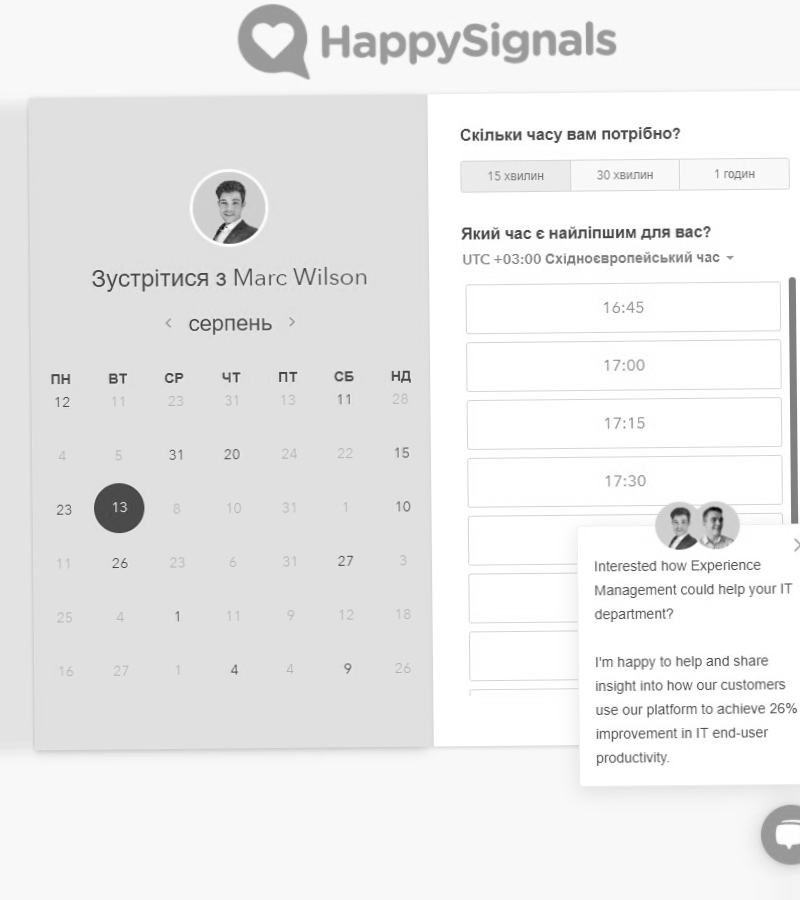 HappySignals
Зустрітися з Marc Wilson
серпень
ПН ВТ СР ЧТ ПТ СБ НД
12 11 23 31 13 11 28
4 5 31 20 24 22 15
23 13 8 10 31 1 10
11 26 23 6 31 27 3
25 4 1 11 9 12 18
16 27 1 4 4 9 26
Скільки часу вам потрібно?
15 хвилин 30 хвилин 1 годин
Який час є найліпшим для вас?
UTC +03:00 Східноєвропейський час
16:45
17:00
17:15
17:30
Interested how Experience
Management could help your IT
department?
I'm happy to help and share
insight into how our customers
use our platform to achieve 26%
improvement in IT end-user
productivity.